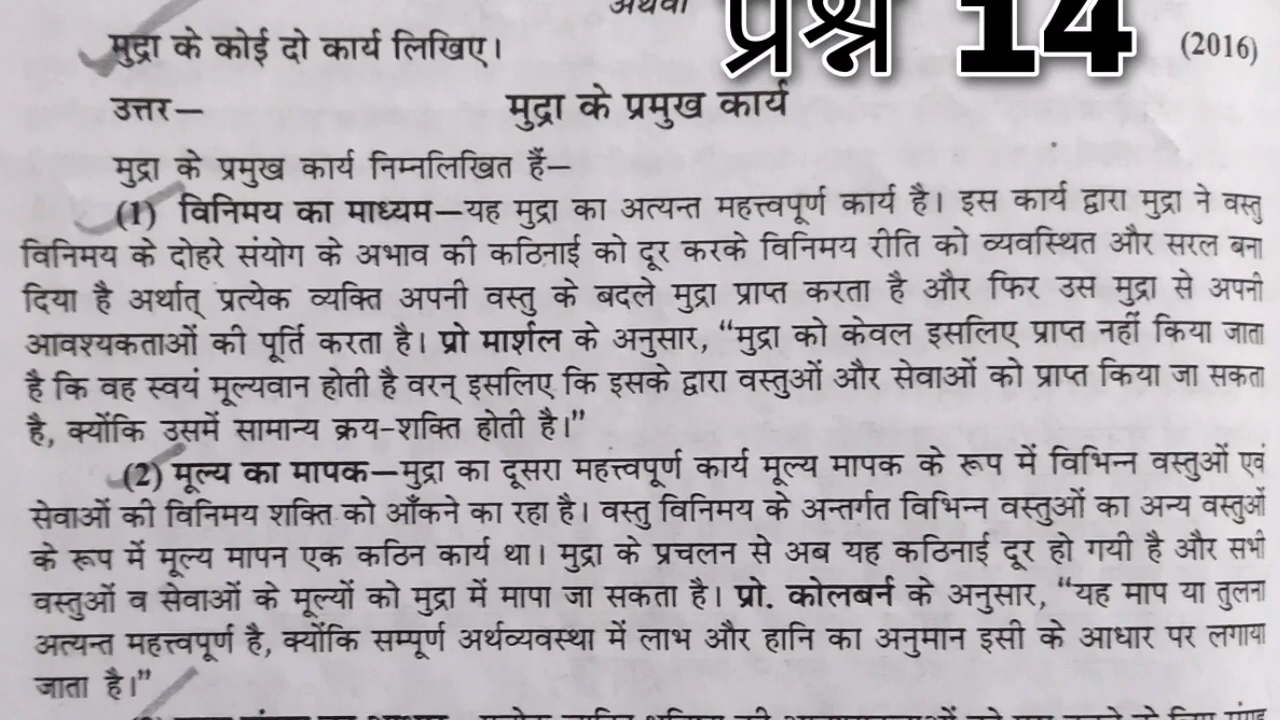 अथवा
प्रश्न 14
मुद्रा के कोई दो कार्य लिखिए। (2016)
उत्तर— मुद्रा के प्रमुख कार्य
मुद्रा के प्रमुख कार्य निम्नलिखित हैं—
(1) विनिमय का माध्यम—यह मुद्रा का अत्यन्त महत्त्वपूर्ण कार्य है। इस कार्य द्वारा मुद्रा ने वस्तु
विनिमय के दोहरे संयोग के अभाव की कठिनाई को दूर करके विनिमय रीति को व्यवस्थित और सरल बना
दिया है अर्थात् प्रत्येक व्यक्ति अपनी वस्तु के बदले मुद्रा प्राप्त करता है और फिर उस मुद्रा से अपनी
आवश्यकताओं की पूर्ति करता है। प्रो मार्शल के अनुसार, “मुद्रा को केवल इसलिए प्राप्त नहीं किया जाता
है कि वह स्वयं मूल्यवान होती है वरन् इसलिए कि इसके द्वारा वस्तुओं और सेवाओं को प्राप्त किया जा सकता
है, क्योंकि उसमें सामान्य क्रय-शक्ति होती है।”
(2) मूल्य का मापक—मुद्रा का दूसरा महत्त्वपूर्ण कार्य मूल्य मापक के रूप में विभिन्न वस्तुओं एवं
सेवाओं की विनिमय शक्ति को आँकने का रहा है। वस्तु विनिमय के अन्तर्गत विभिन्न वस्तुओं का अन्य वस्तुओं
के रूप में मूल्य मापन एक कठिन कार्य था। मुद्रा के प्रचलन से अब यह कठिनाई दूर हो गयी है और सभी
वस्तुओं व सेवाओं के मूल्यों को मुद्रा में मापा जा सकता है। प्रो. कोलबर्न के अनुसार, “यह माप या तुलना
अत्यन्त महत्त्वपूर्ण है, क्योंकि सम्पूर्ण अर्थव्यवस्था में लाभ और हानि का अनुमान इसी के आधार पर लगाया
जाता है।”